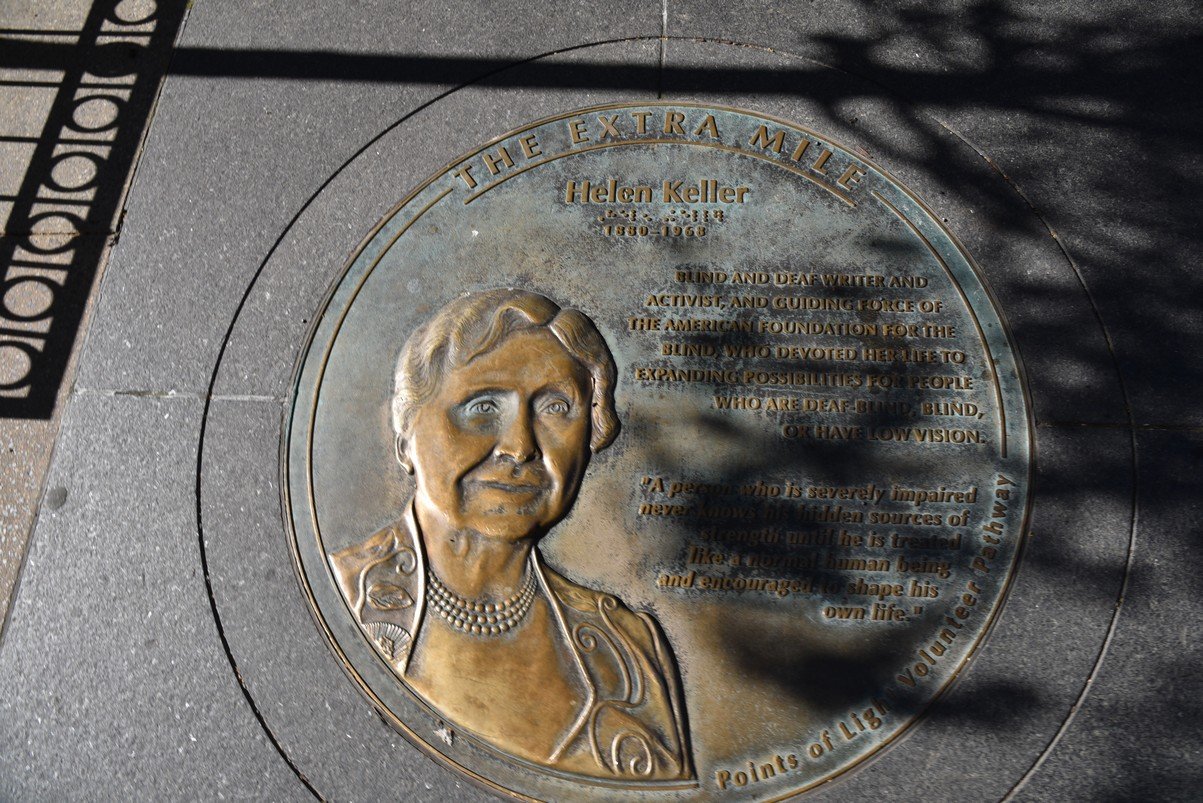 THE EXTRA MILE
Helen Keller
⠓⠑⠇⠑⠝ ⠅⠑⠇⠇⠻
1880–1968
BLIND AND DEAF WRITER AND
ACTIVIST, AND GUIDING FORCE OF
THE AMERICAN FOUNDATION FOR THE
BLIND, WHO DEVOTED HER LIFE TO
EXPANDING POSSIBILITIES FOR PEOPLE
WHO ARE DEAF-BLIND, BLIND,
OR HAVE LOW VISION.
"A person who is severely impaired
never knows his hidden sources of
strength until he is treated
like a normal human being
and encouraged to shape his
own life."
Points of Light Volunteer Pathway